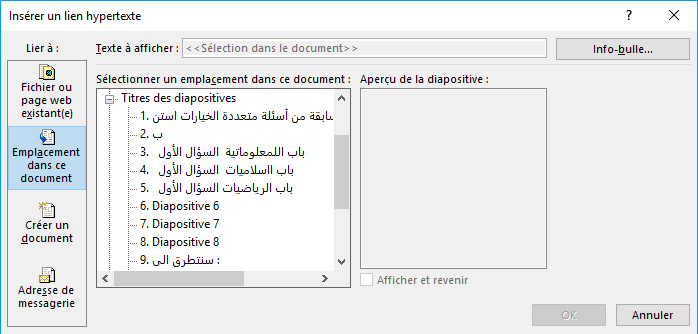 Insérer un lien hypertexte
Lier à :
Texte à afficher : <<Sélection dans le document>>
Info-bulle...
Fichier ou page web existant(e)
Emplacement dans ce document
Créer un document
Adresse de messagerie
Sélectionner un emplacement dans ce document :
Titres des diapositives
1. سابقة من أسئلة متعددة الخيارات استن
2. ب
3. باب اللمعلوماتية السؤال الأول
4. باب ااسلاميات السؤال الأول
5. باب الرياضيات السؤال الأول
6. Diapositive 6
7. Diapositive 7
8. Diapositive 8
9. سنتطرق الى :
Aperçu de la diapositive :
Afficher et revenir
OK
Annuler